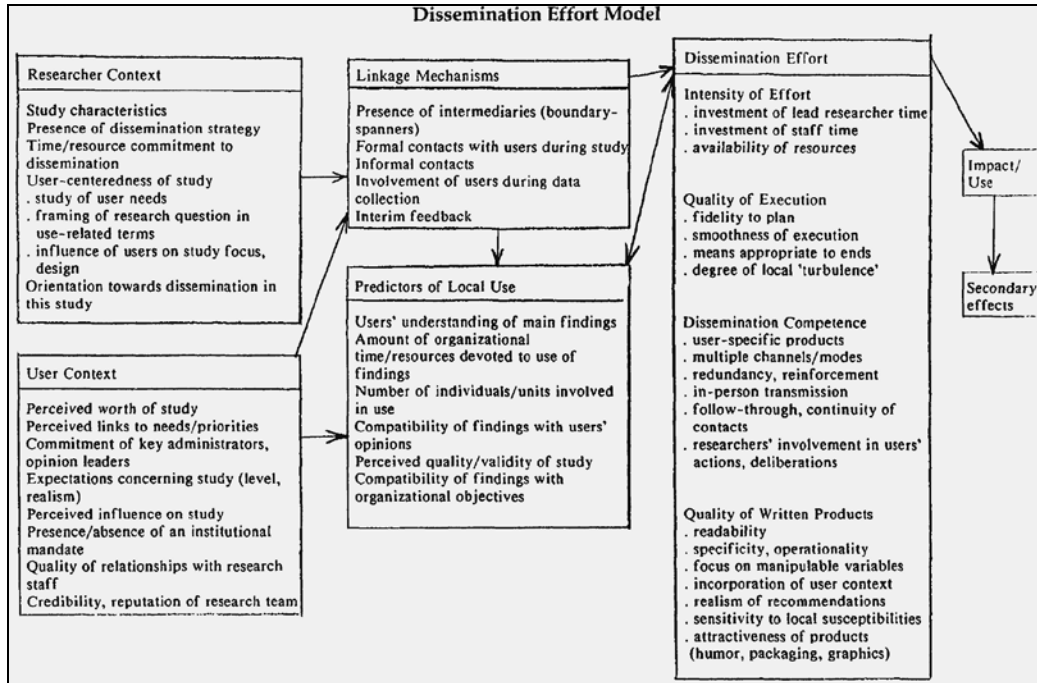 Dissemination Effort Model
Researcher Context
Study characteristics
Presence of dissemination strategy
Time/resource commitment to
dissemination
User-centeredness of study
. study of user needs
. framing of research question in
use-related terms
. influence of users on study focus,
design
Orientation towards dissemination in
this study
User Context
Perceived worth of study
Perceived links to needs/priorities
Commitment of key administrators,
opinion leaders
Expectations concerning study (level,
realism)
Perceived influence on study
Presence/absence of an institutional
mandate
Quality of relationships with research
staff
Credibility, reputation of research team
Linkage Mechanisms
Presence of intermediaries (boundary-
spanners)
Formal contacts with users during study
Informal contacts
Involvement of users during data
collection
Interim feedback
Predictors of Local Use
Users' understanding of main findings
Amount of organizational
time/resources devoted to use of
findings
Number of individuals/units involved
in use
Compatibility of findings with users'
opinions
Perceived quality/validity of study
Compatibility of findings with
organizational objectives
Dissemination Effort
Intensity of Effort
. investment of lead researcher time
. investment of staff time
. availability of resources
Quality of Execution
. fidelity to plan
. smoothness of execution
. means appropriate to ends
. degree of local 'turbulence'
Dissemination Competence
. user-specific products
. multiple channels/modes
. redundancy, reinforcement
. in-person transmission
. follow-through, continuity of
contacts
. researchers' involvement in users'
actions, deliberations
Quality of Written Products
. readability
. specificity, operationality
. focus on manipulable variables
. incorporation of user context
. realism of recommendations
. sensitivity to local susceptibilities
. attractiveness of products
(humor, packaging, graphics)
Impact/
Use
Secondary
effects